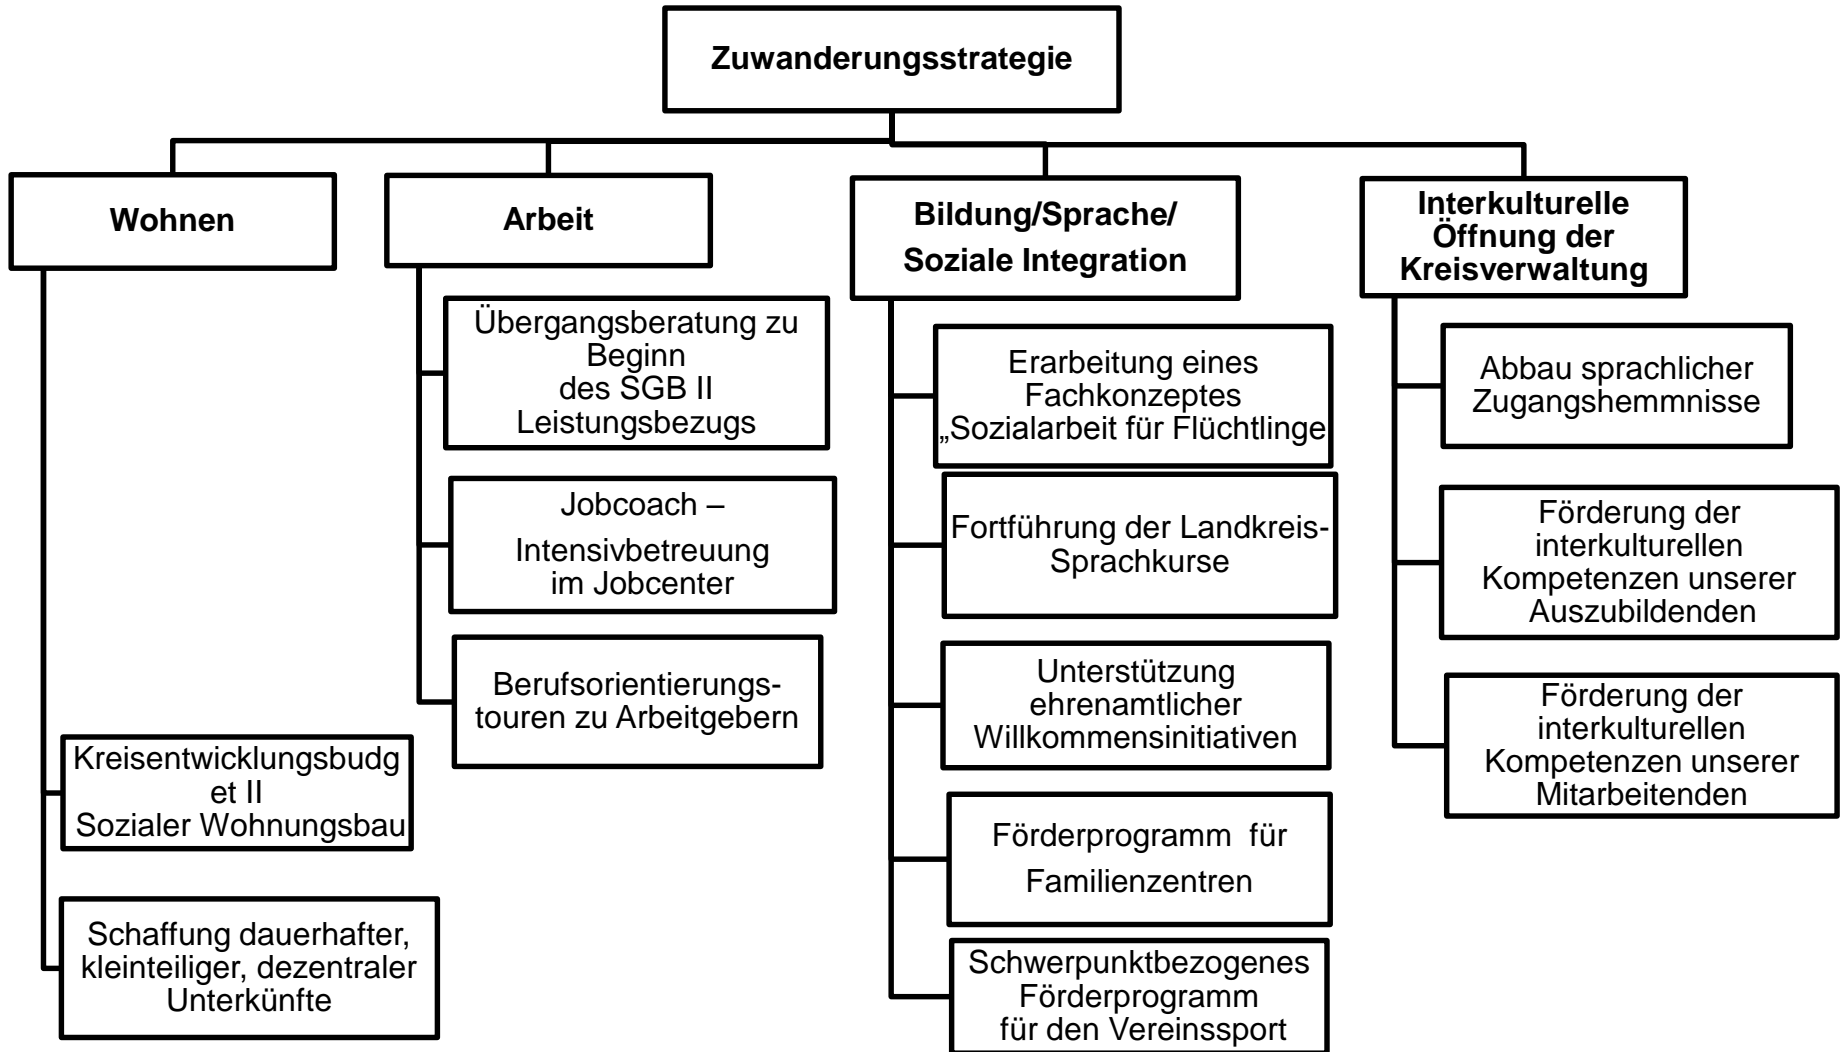 Zuwanderungsstrategie
Wohnen
Kreisentwicklungsbudg
et II
Sozialer Wohnungsbau
Schaffung dauerhafter,
kleinteiliger, dezentraler
Unterkünfte
Arbeit
Übergangsberatung zu
Beginn
des SGB II
Leistungsbezugs
Jobcoach –
Intensivbetreuung
im Jobcenter
Berufsorientierungs-
touren zu Arbeitgebern
Bildung/Sprache/
Soziale Integration
Erarbeitung eines
Fachkonzeptes
„Sozialarbeit für Flüchtlinge
Fortführung der Landkreis-
Sprachkurse
Unterstützung
ehrenamtlicher
Willkommensinitiativen
Förderprogramm für
Familienzentren
Schwerpunktbezogenes
Förderprogramm
für den Vereinssport
Interkulturelle
Öffnung der
Kreisverwaltung
Abbau sprachlicher
Zugangshemmnisse
Förderung der
interkulturellen
Kompetenzen unserer
Auszubildenden
Förderung der
interkulturellen
Kompetenzen unserer
Mitarbeitenden